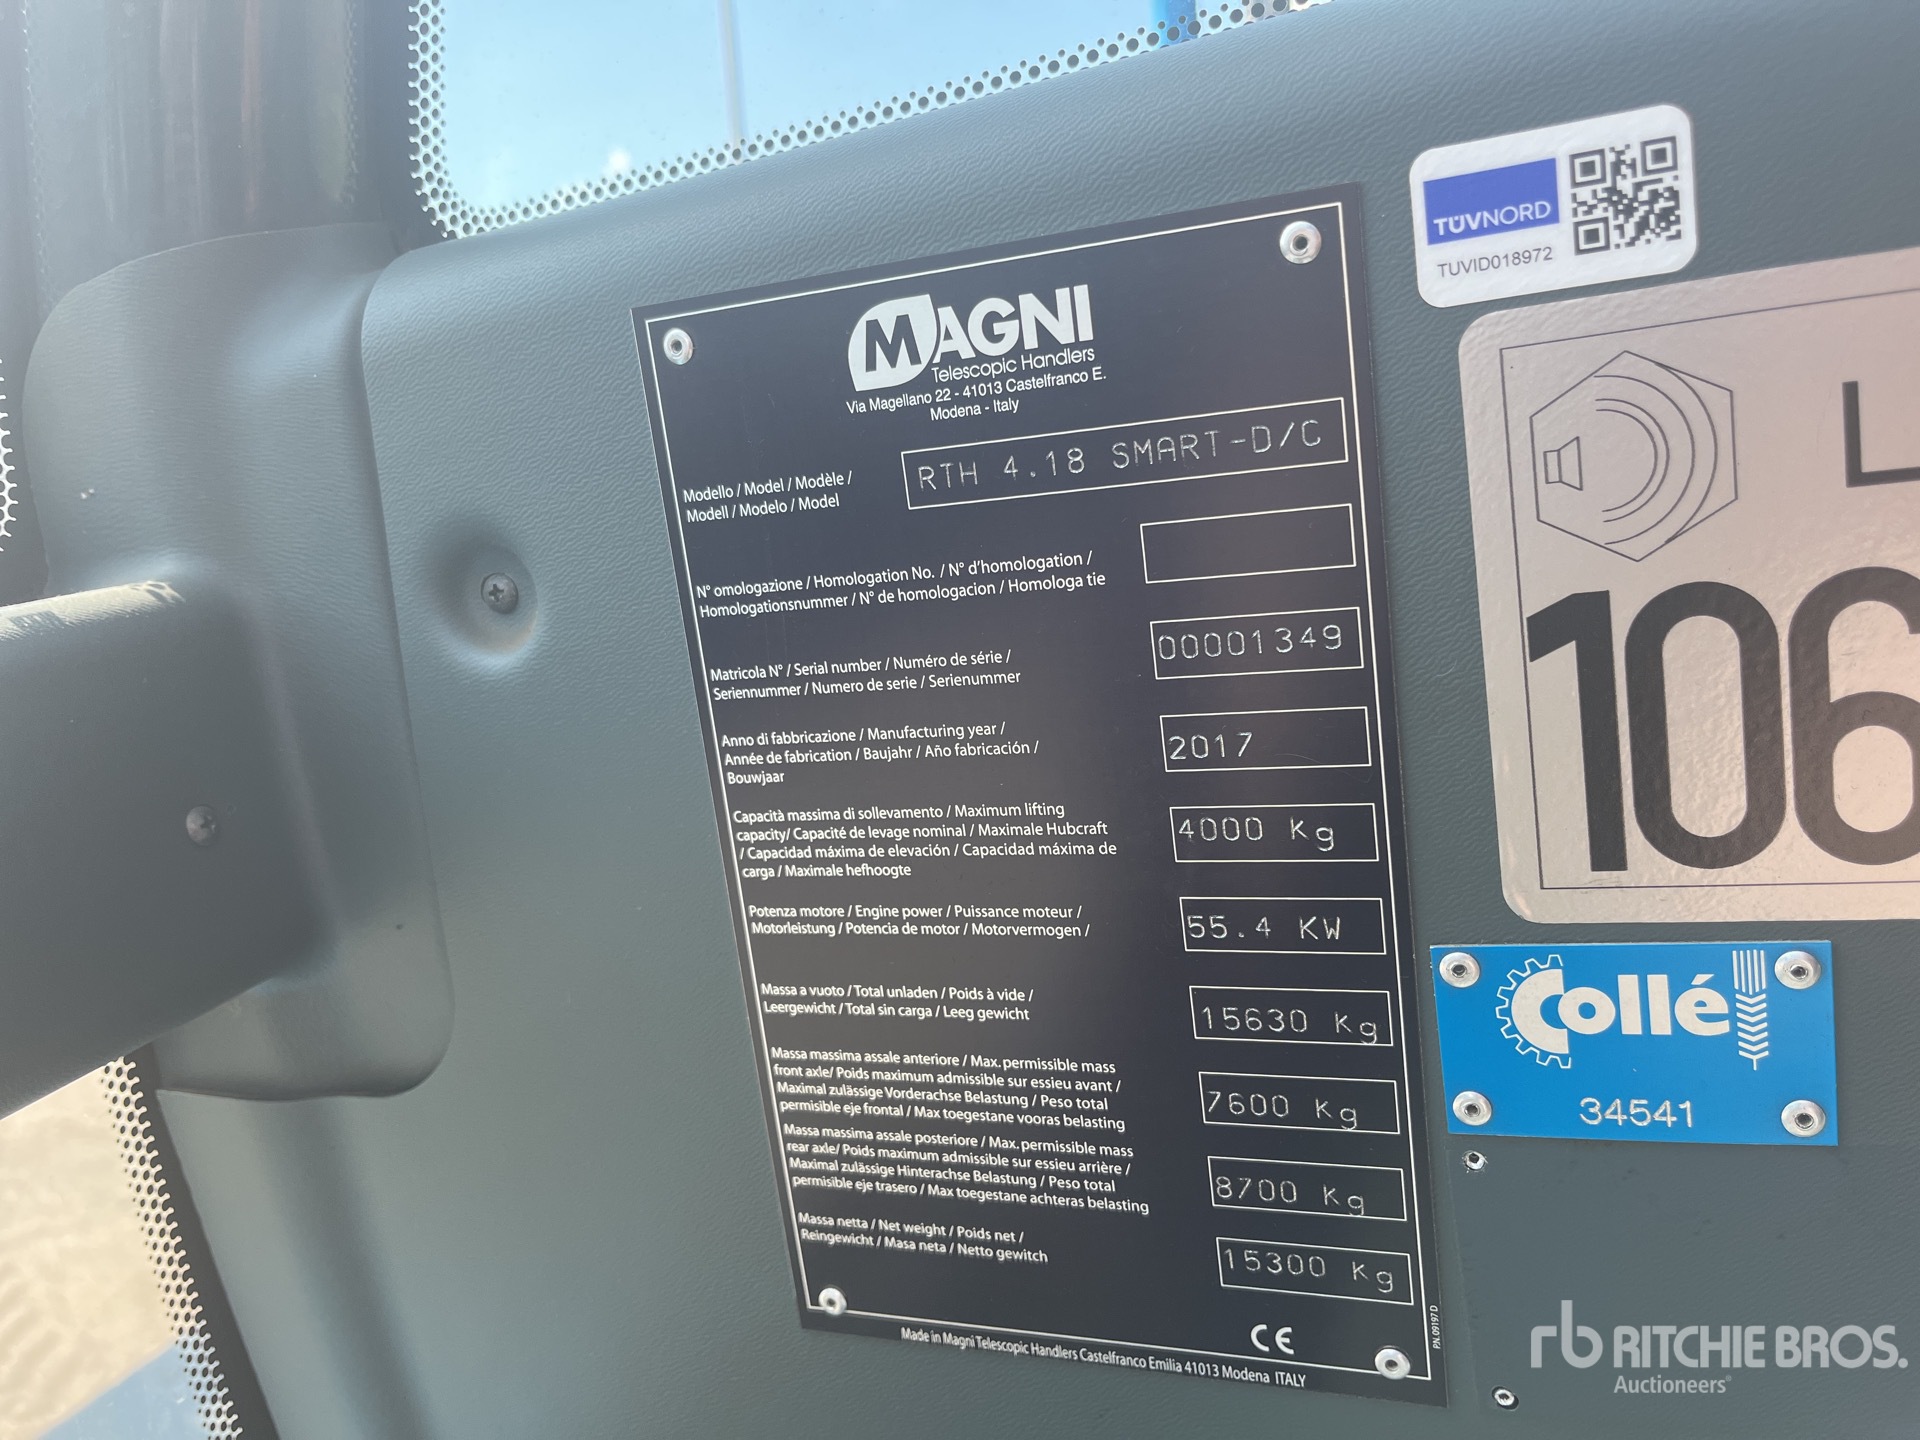 MAGNI
Telescopic Handlers
Via Magellano 22 - 41013 Castelfranco E.
Modena - Italy
Modello / Model / Modèle /
Modell / Modelo / Model
RTH 4.18 SMART-D/C
N° omologazione / Homologation No. / N° d'homologation /
Homologationsnummer / N° de homologacion / Homologa tie
Matricola N° / Serial number / Numéro de série /
Seriennummer / Numero de serie / Serienummer
00001349
Anno di fabbricazione / Manufacturing year /
Année de fabrication / Baujahr / Año fabricación /
Bouwjaar
2017
Capacità massima di sollevamento / Maximum lifting
capacity/ Capacité de levage nominal / Maximale Hubcraft
/ Capacidad máxima de elevación / Capacidad máxima de
carga / Maximale hefhoogte
4000 Kg
Potenza motore / Engine power / Puissance moteur /
Motorleistung / Potencia de motor / Motorvermogen /
55.4 KW
Massa a vuoto / Total unladen / Poids à vide /
Leergewicht / Total sin carga / Leeg gewicht
15630 Kg
Massa massima assale anteriore / Max. permissible mass
front axle/ Poids maximum admissible sur essieu avant /
Maximal zulässige Vorderachse Belastung / Peso total
permisible eje frontal / Max toegestane vooras belasting
7600 Kg
Massa massima assale posteriore / Max. permissible mass
rear axle/ Poids maximum admissible sur essieu arrière /
Maximal zulässige Hinterachse Belastung / Peso total
permisible eje trasero / Max toegestane achteras belasting
8700 Kg
Massa netta / Net weight / Poids net /
Reingewicht / Masa neta / Netto gewitch
15300 Kg
CE
P.N. 09197 D
Made in Magni Telescopic Handlers Castelfranco Emilia 41013 Modena ITALY
TÜVNORD
TUVID018972
L
106
Collé
34541
rb RITCHIE BROS.
Auctioneers